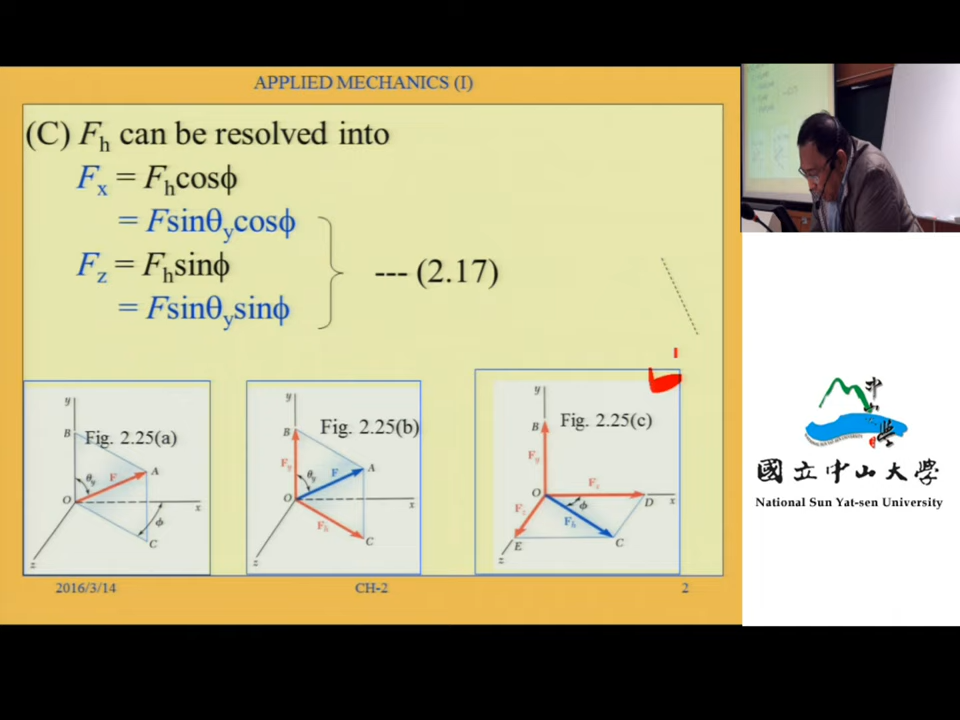 APPLIED MECHANICS (I)
(C) Fh can be resolved into
Fx = Fhcosϕ
= Fsinθycosϕ
Fz = Fhsinϕ
= Fsinθysinϕ
--- (2.17)
y
B
Fig. 2.25(a)
θy
F
A
O
x
ϕ
C
z
y
B
Fig. 2.25(b)
Fy
θy
F
A
O
x
Fh
C
z
y
B
Fig. 2.25(c)
Fy
O
Fx
D
x
ϕ
Fz
Fh
E
C
z
2016/3/14
CH-2
2
國立中山大學
National Sun Yat-sen University